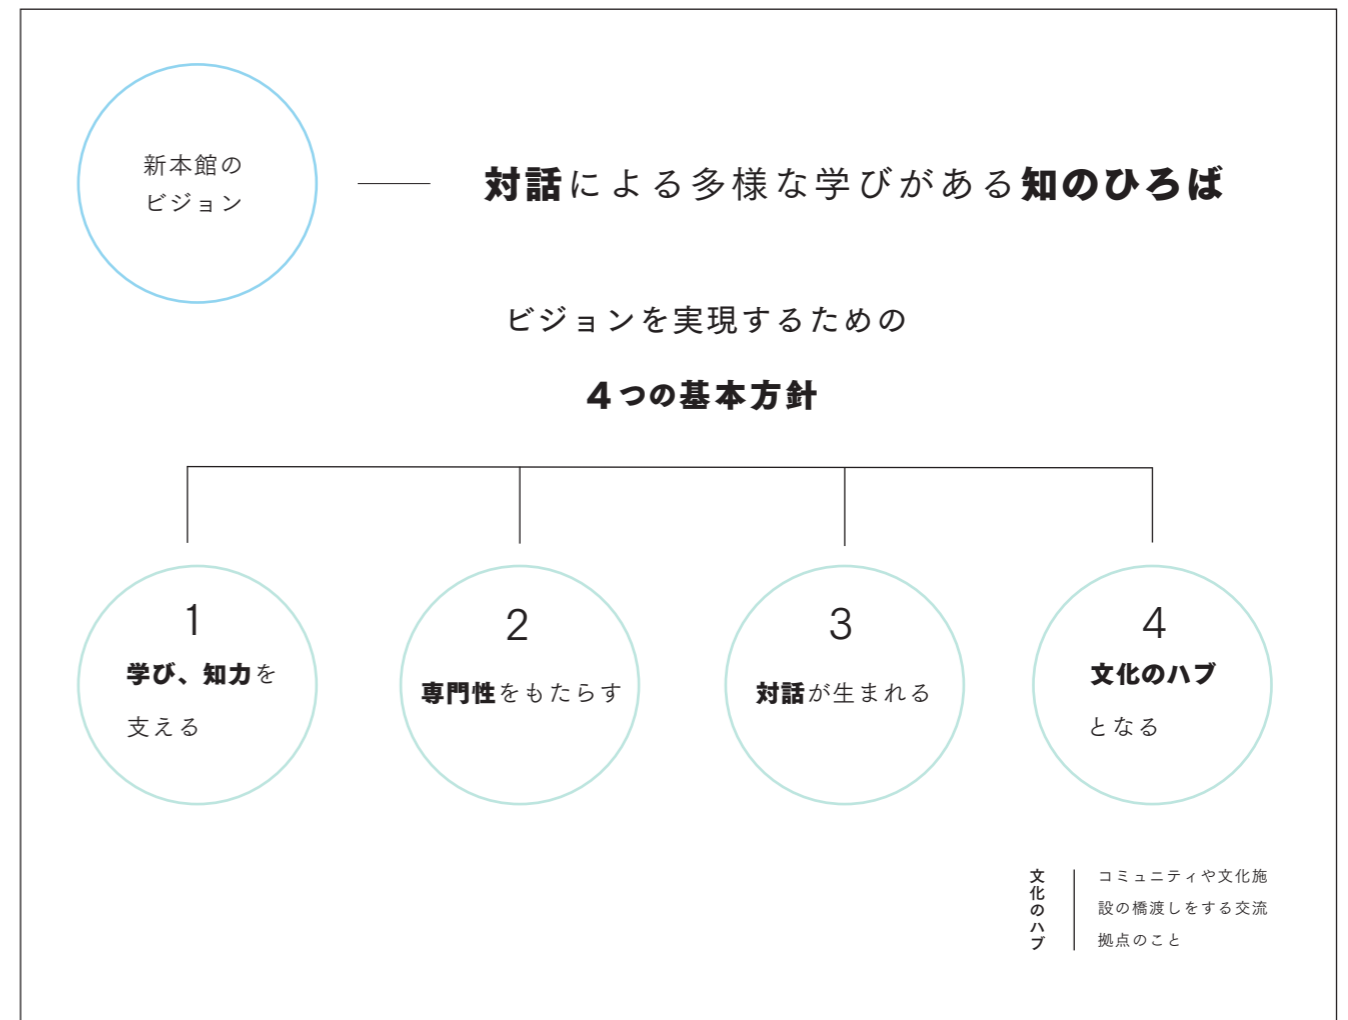 新本館の
ビジョン
対話による多様な学びがある知のひろば
ビジョンを実現するための
4つの基本方針
1
学び、知力を
支える
2
専門性をもたらす
3
対話が生まれる
4
文化のハブ
となる
文化のハブ
コミュニティや文化施
設の橋渡しをする交流
拠点のこと